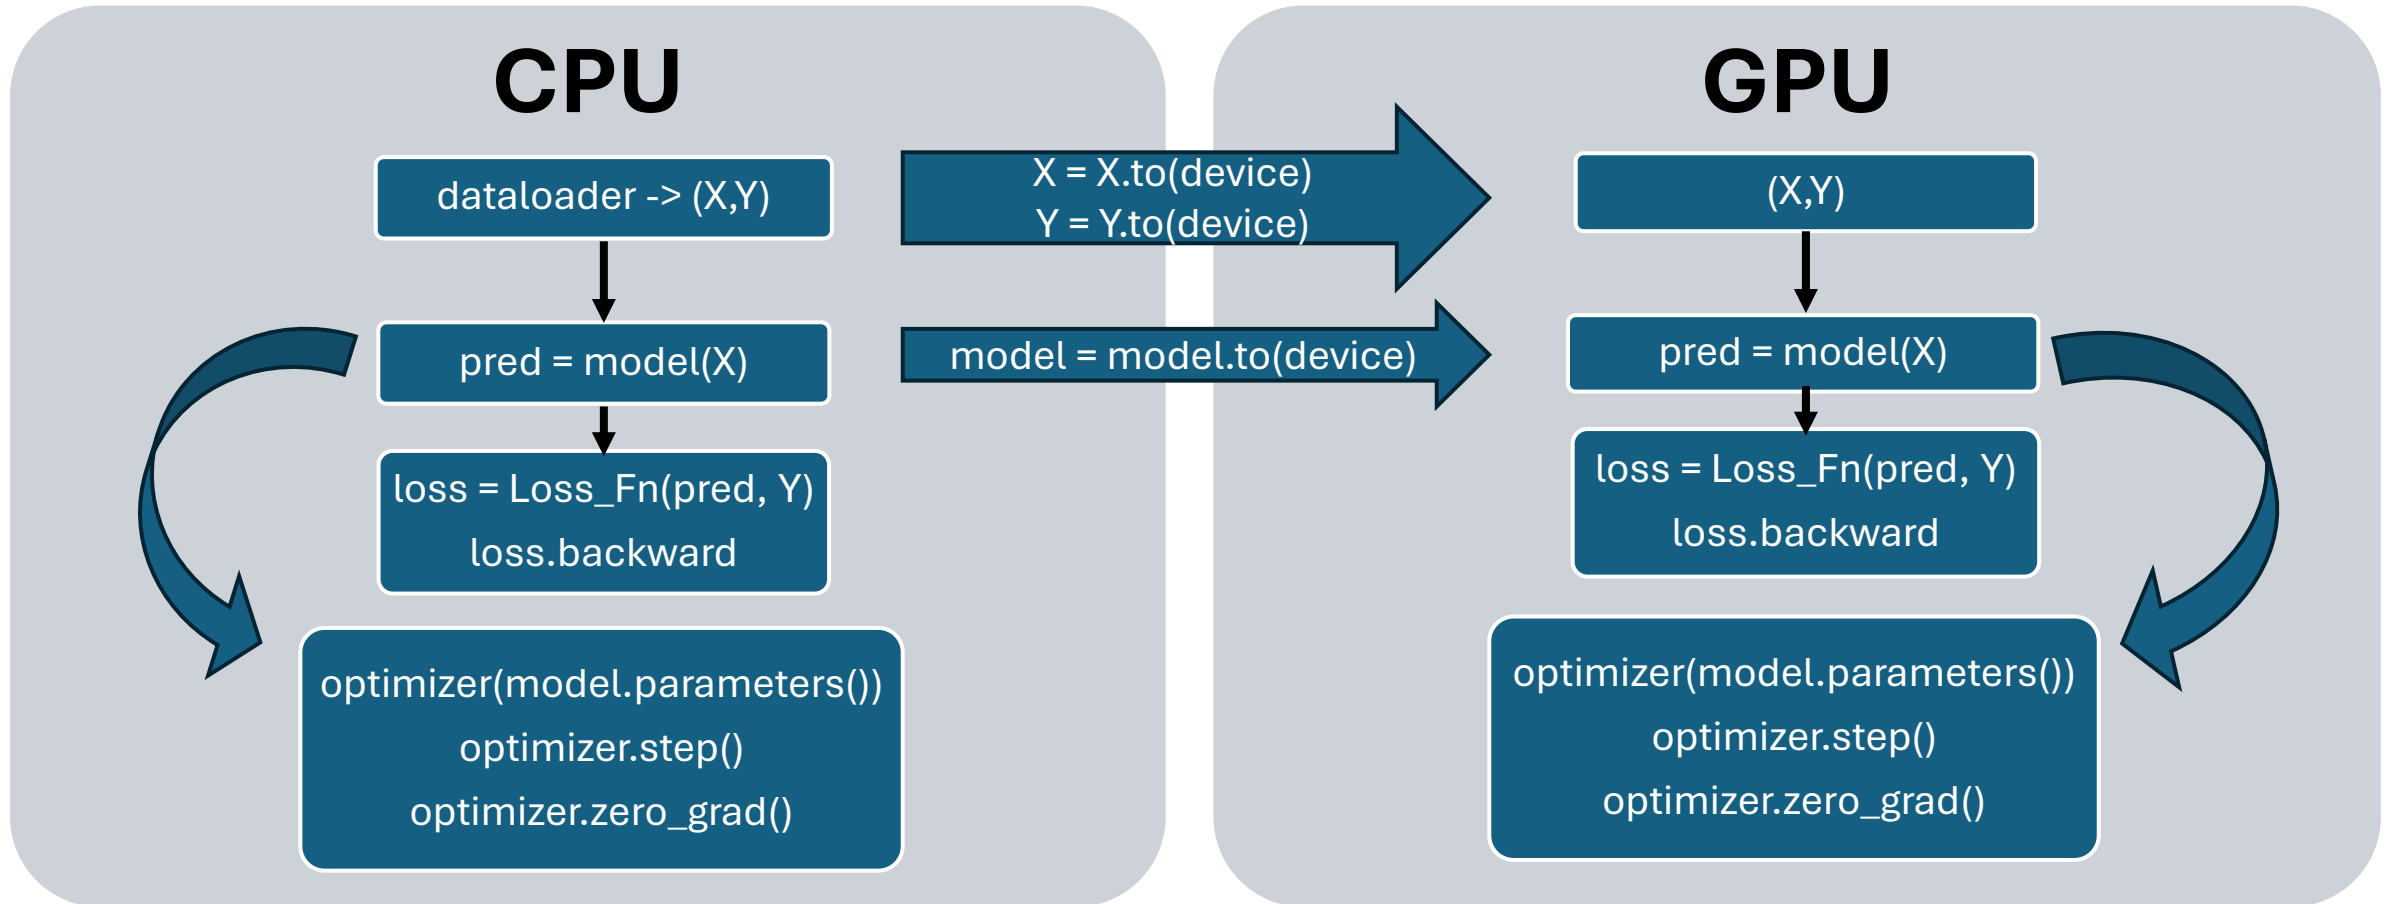 CPU
dataloader -> (X,Y)
pred = model(X)
loss = Loss_Fn(pred, Y)
loss.backward
optimizer(model.parameters())
optimizer.step()
optimizer.zero_grad()
X = X.to(device)
Y = Y.to(device)
model = model.to(device)
GPU
(X,Y)
pred = model(X)
loss = Loss_Fn(pred, Y)
loss.backward
optimizer(model.parameters())
optimizer.step()
optimizer.zero_grad()